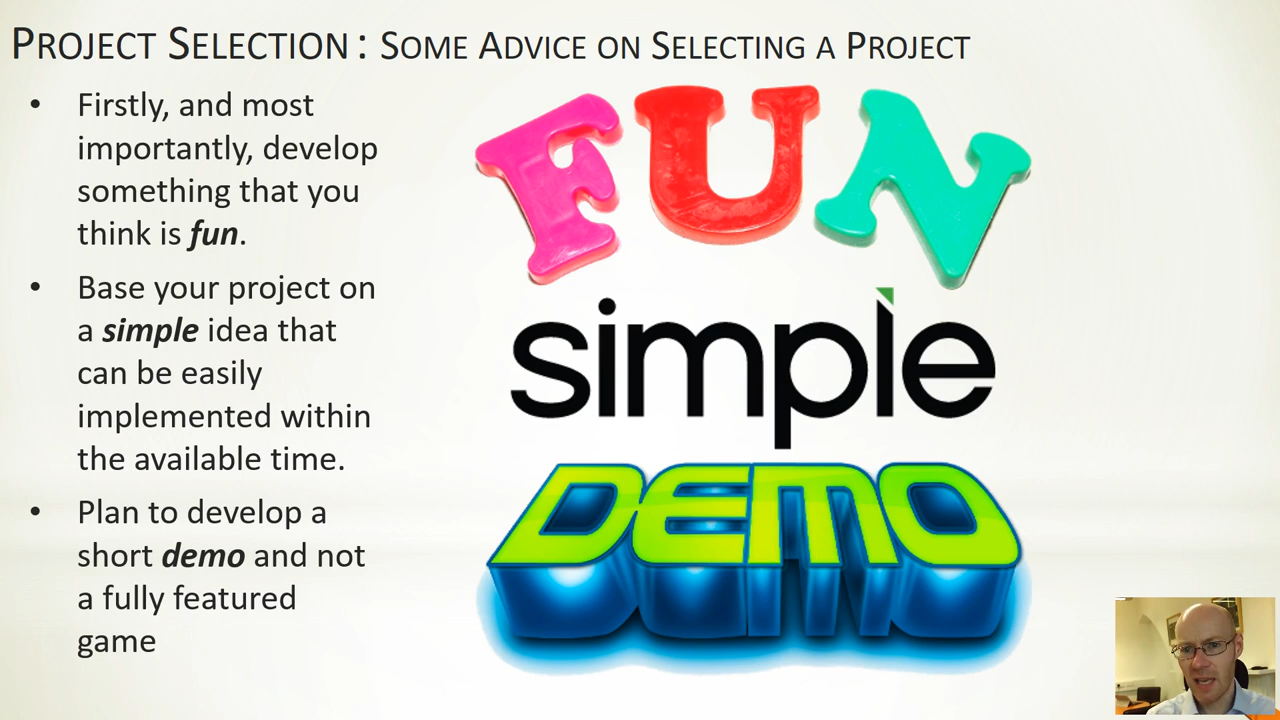 Project Selection : Some Advice on Selecting a Project
• Firstly, and most
importantly, develop
something that you
think is fun.
• Base your project on
a simple idea that
can be easily
implemented within
the available time.
• Plan to develop a
short demo and not
a fully featured
game
FUN
simple
DEMO